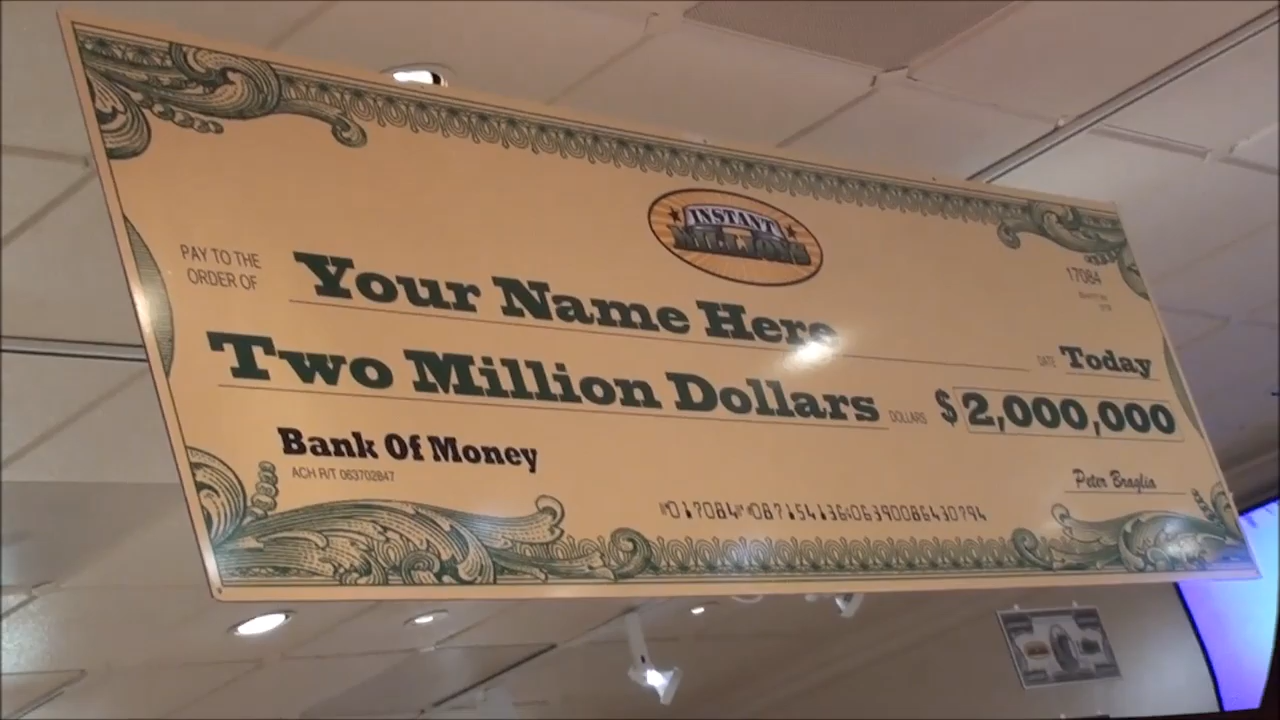 INSTANT
MILLIONS
17084
PAY TO THE
ORDER OF
Your Name Here
DATE
Today
Two Million Dollars
DOLLARS
$ 2,000,000
Bank Of Money
ACH R/T 063702847
Peter Braglia